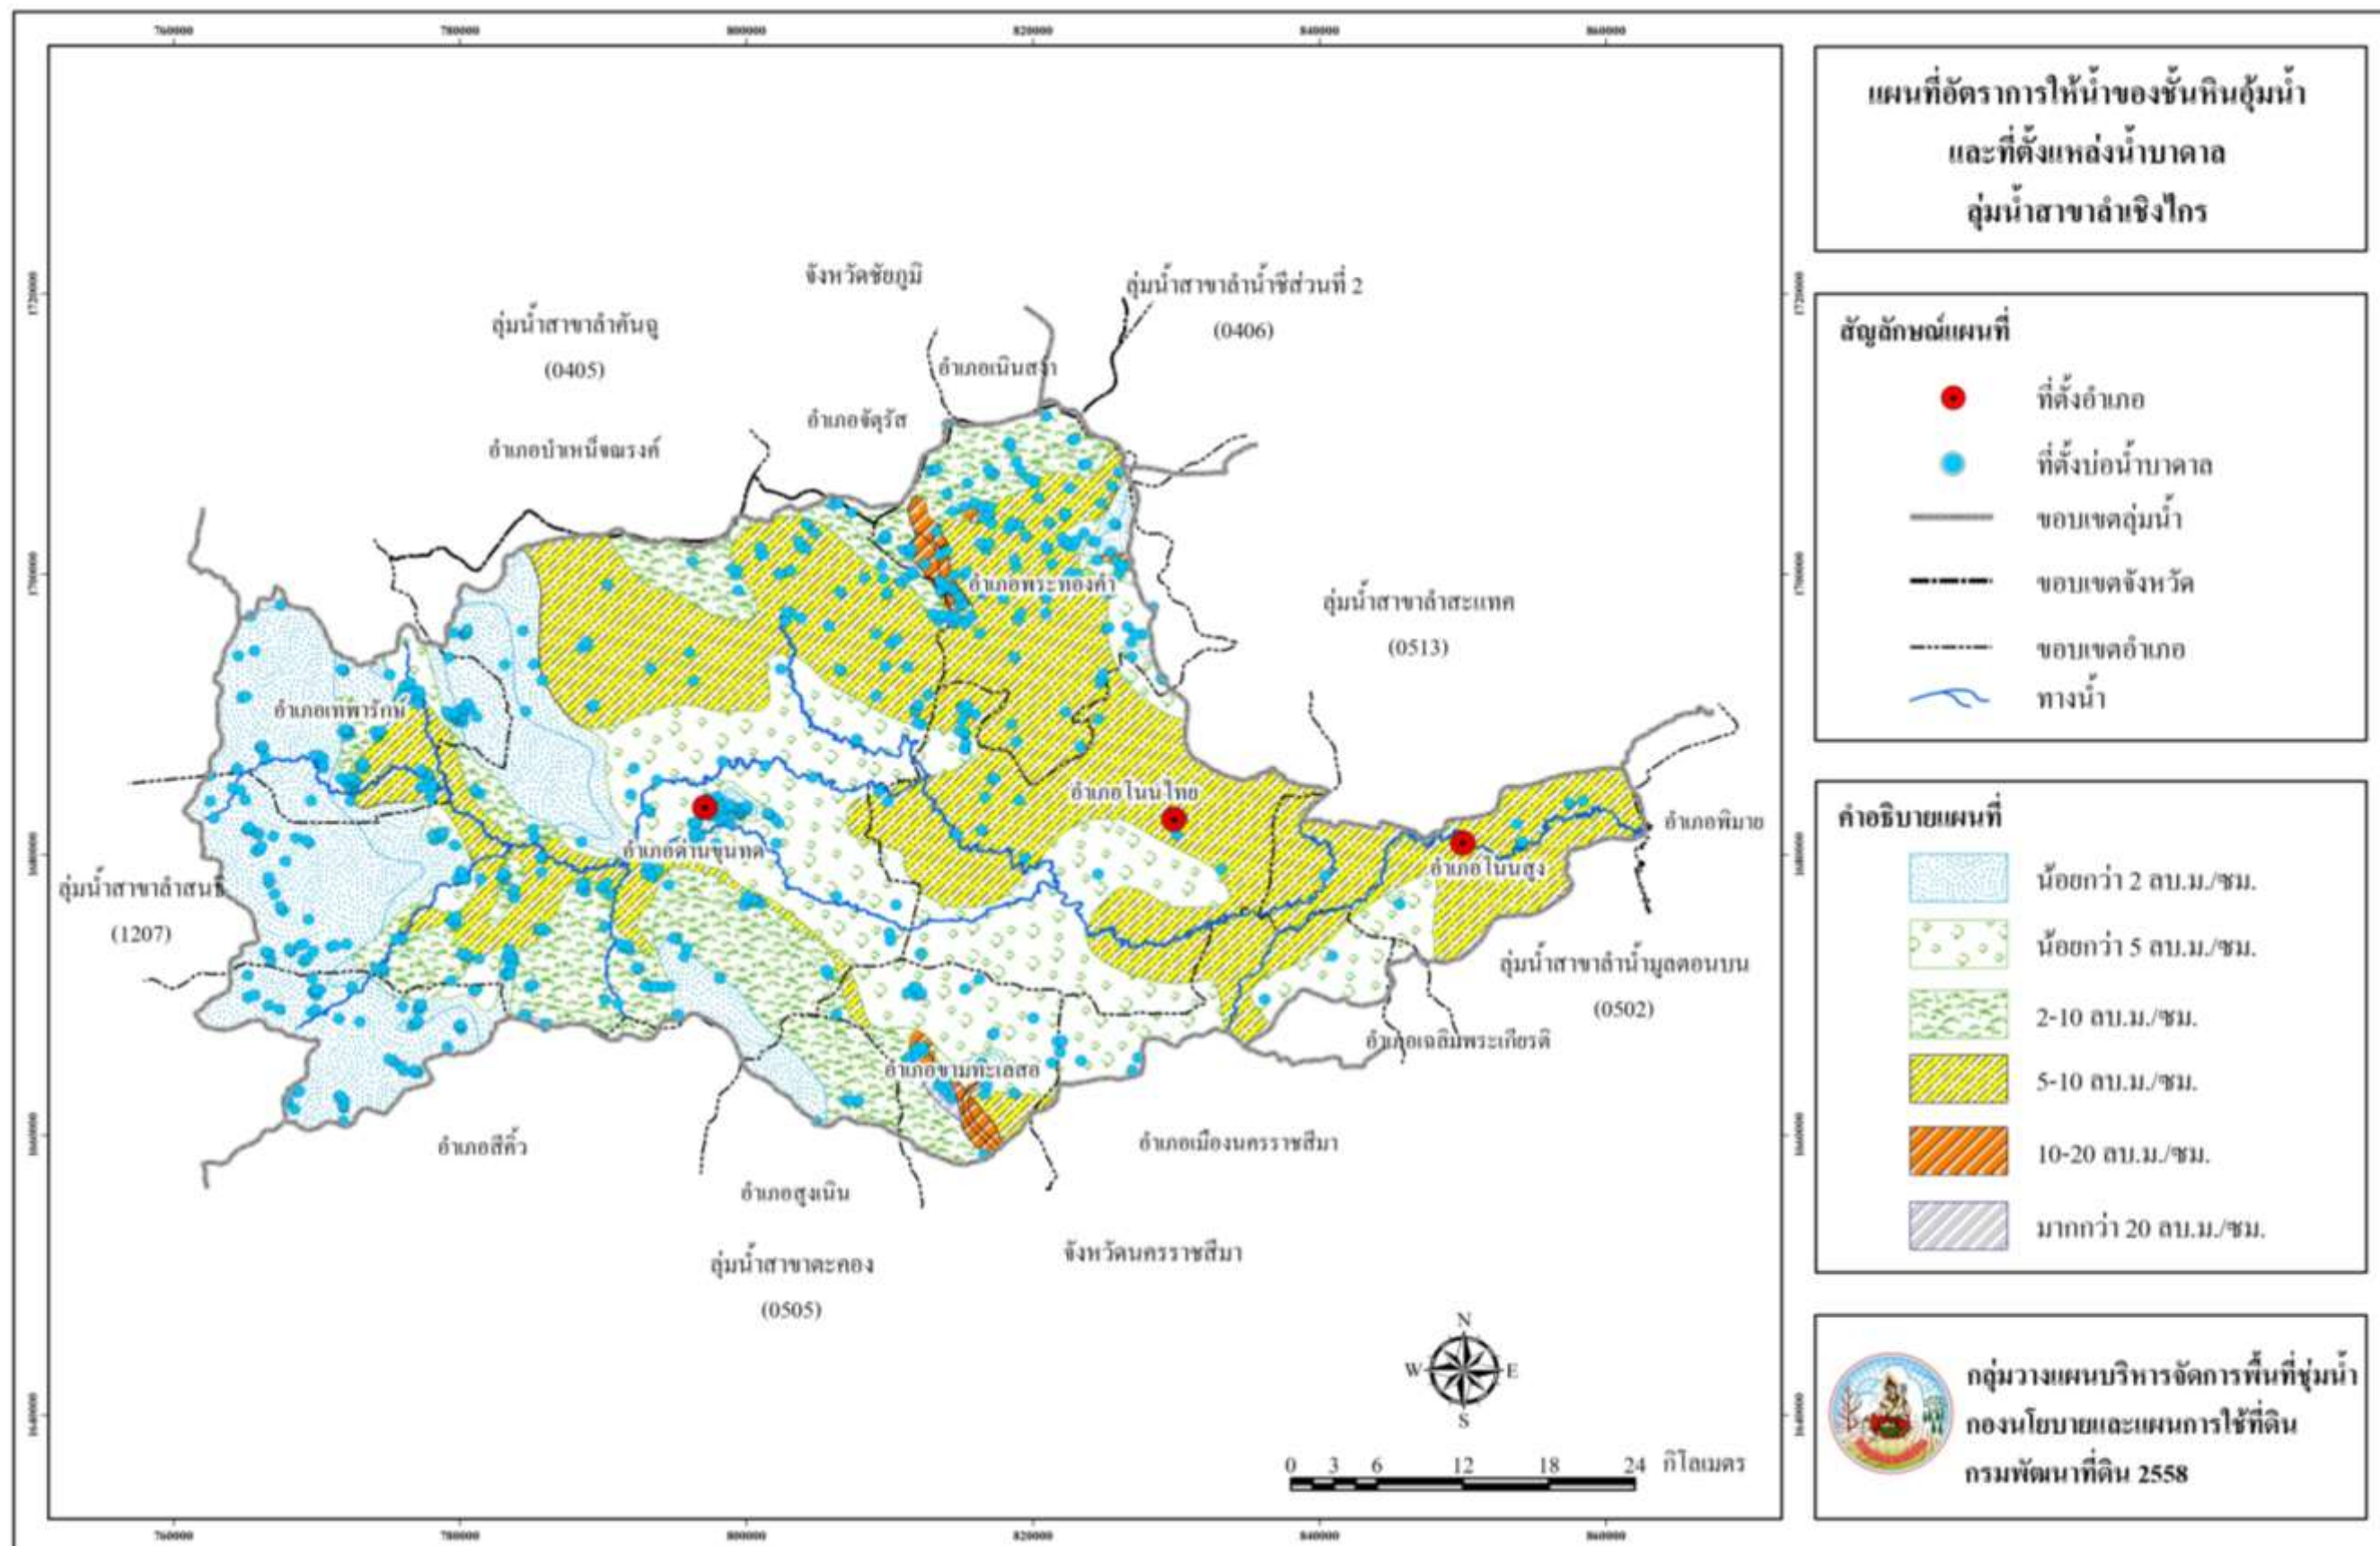 760000 780000 800000 820000 840000 860000
แผนที่อัตราการให้น้ำของชั้นหินอุ้มน้ำ
และที่ตั้งแหล่งน้ำบาดาล
ลุ่มน้ำสาขาลำเชิงไกร
จังหวัดชัยภูมิ
ลุ่มน้ำสาขาลำน้ำชีส่วนที่ 2
(0406)
1720000
1720000
ลุ่มน้ำสาขาลำคันฉู
(0405)
อำเภอเนินสง่า
อำเภอจัตุรัส
อำเภอบำเหน็จณรงค์
1700000
1700000
อำเภอพระทองคำ
ลุ่มน้ำสาขาลำสะแทค
(0513)
อำเภอเทพารักษ์
อำเภอโนนไทย
อำเภอพิมาย
อำเภอด่านขุนทด
อำเภอโนนสูง
1680000
1680000
ลุ่มน้ำสาขาลำสนธิ
(1207)
ลุ่มน้ำสาขาลำน้ำมูลตอนบน
(0502)
อำเภอเฉลิมพระเกียรติ
อำเภอขามทะเลสอ
1660000
1660000
อำเภอสีคิ้ว
อำเภอเมืองนครราชสีมา
อำเภอสูงเนิน
ลุ่มน้ำสาขาตะคอง
(0505)
จังหวัดนครราชสีมา
N
W E
S
1640000
1640000
0 3 6 12 18 24 กิโลเมตร
760000 780000 800000 820000 840000 860000
สัญลักษณ์แผนที่
ที่ตั้งอำเภอ
ที่ตั้งบ่อน้ำบาดาล
ขอบเขตลุ่มน้ำ
ขอบเขตจังหวัด
ขอบเขตอำเภอ
ทางน้ำ
คำอธิบายแผนที่
น้อยกว่า 2 ลบ.ม./ซม.
น้อยกว่า 5 ลบ.ม./ซม.
2-10 ลบ.ม./ซม.
5-10 ลบ.ม./ซม.
10-20 ลบ.ม./ซม.
มากกว่า 20 ลบ.ม./ซม.
กลุ่มวางแผนบริหารจัดการพื้นที่ชุ่มน้ำ
กองนโยบายและแผนการใช้ที่ดิน
กรมพัฒนาที่ดิน 2558